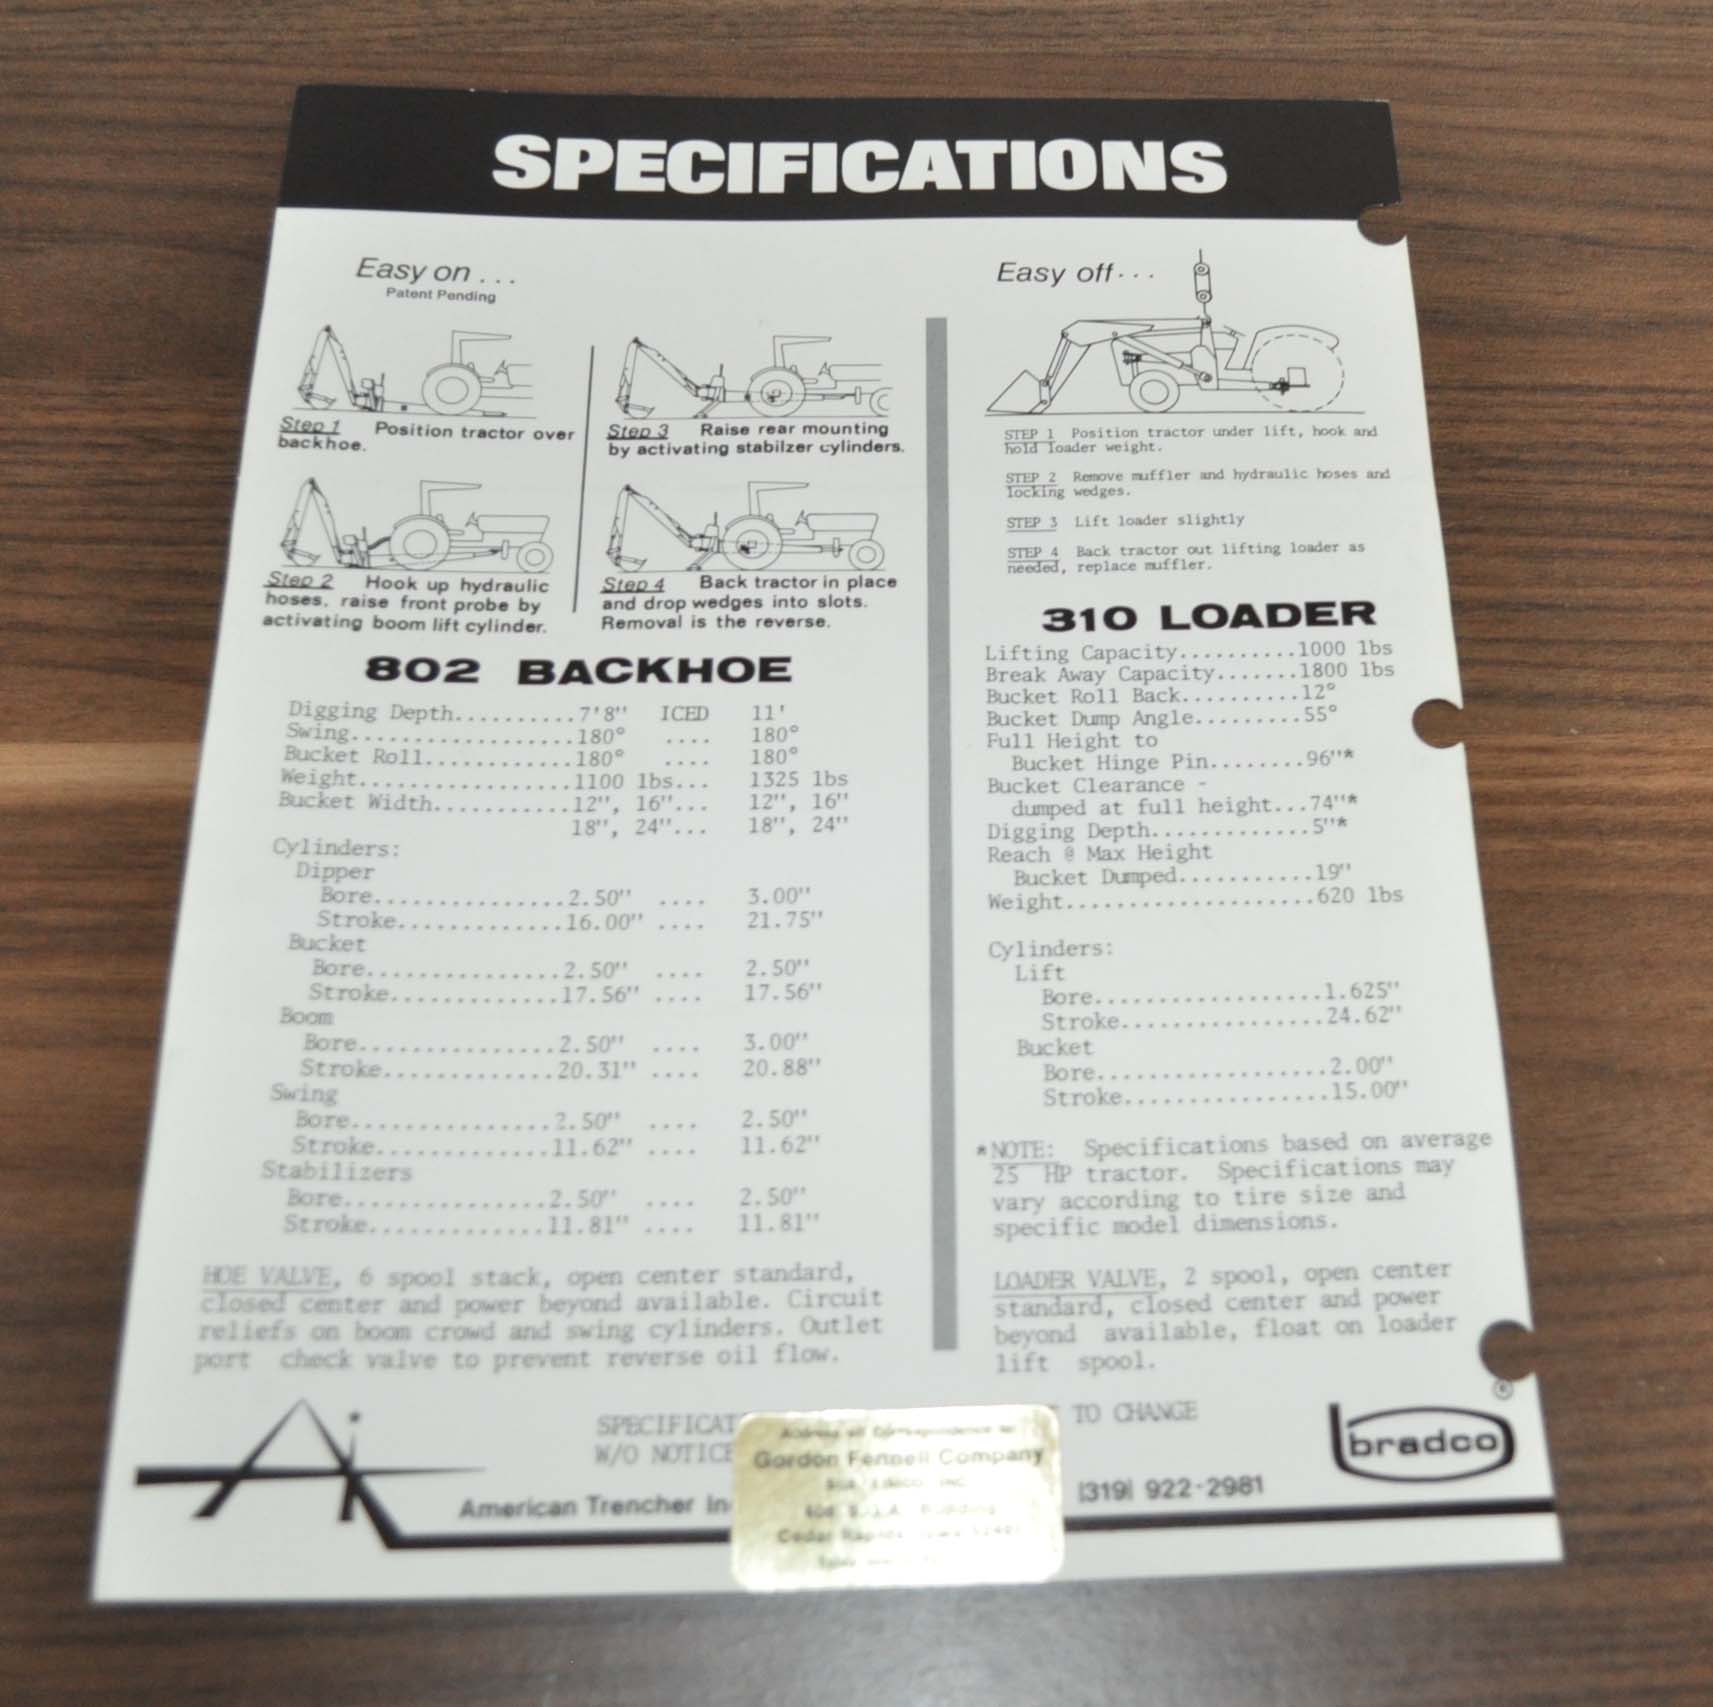 SPECIFICATIONS
Easy on . . .
Patent Pending
Step 1 Position tractor over
backhoe.
Step 2 Hook up hydraulic
hoses, raise front probe by
activating boom lift cylinder.
Step 3 Raise rear mounting
by activating stabilzer cylinders.
Step 4 Back tractor in place
and drop wedges into slots.
Removal is the reverse.
802 BACKHOE
Digging Depth..........7'8" ICED 11'
Swing.................180° .... 180°
Bucket Roll...........180° .... 180°
Weight................1100 lbs... 1325 lbs
Bucket Width..........12", 16"... 12", 16"
18", 24"... 18", 24"
Cylinders:
Dipper
Bore..............2.50" .... 3.00"
Stroke............16.00" .... 21.75"
Bucket
Bore..............2.50" .... 2.50"
Stroke............17.56" .... 17.56"
Boom
Bore..............2.50" .... 3.00"
Stroke............20.31" .... 20.88"
Swing
Bore..............2.50" .... 2.50"
Stroke............11.62" .... 11.62"
Stabilizers
Bore..............2.50" .... 2.50"
Stroke............11.81" .... 11.81"
HOE VALVE, 6 spool stack, open center standard,
closed center and power beyond available. Circuit
reliefs on boom crowd and swing cylinders. Outlet
port check valve to prevent reverse oil flow.
Easy off . . .
STEP 1 Position tractor under lift, hook and
hold loader weight.
STEP 2 Remove muffler and hydraulic hoses and
locking wedges.
STEP 3 Lift loader slightly
STEP 4 Back tractor out lifting loader as
needed, replace muffler.
310 LOADER
Lifting Capacity..........1000 lbs
Break Away Capacity.......1800 lbs
Bucket Roll Back..........12°
Bucket Dump Angle.........55°
Full Height to
Bucket Hinge Pin........96"*
Bucket Clearance -
dumped at full height...74"*
Digging Depth.............5"*
Reach @ Max Height
Bucket Dumped...........19"
Weight....................620 lbs
Cylinders:
Lift
Bore..................1.625"
Stroke................24.62"
Bucket
Bore..................2.00"
Stroke................15.00"
*NOTE: Specifications based on average
25 HP tractor. Specifications may
vary according to tire size and
specific model dimensions.
LOADER VALVE, 2 spool, open center
standard, closed center and power
beyond available, float on loader
lift spool.
TO CHANGE
W/O NOTICE
American Trencher
Gordon Fennell Company
Building
Cedar
(319) 922-2981
Ai
bradco®